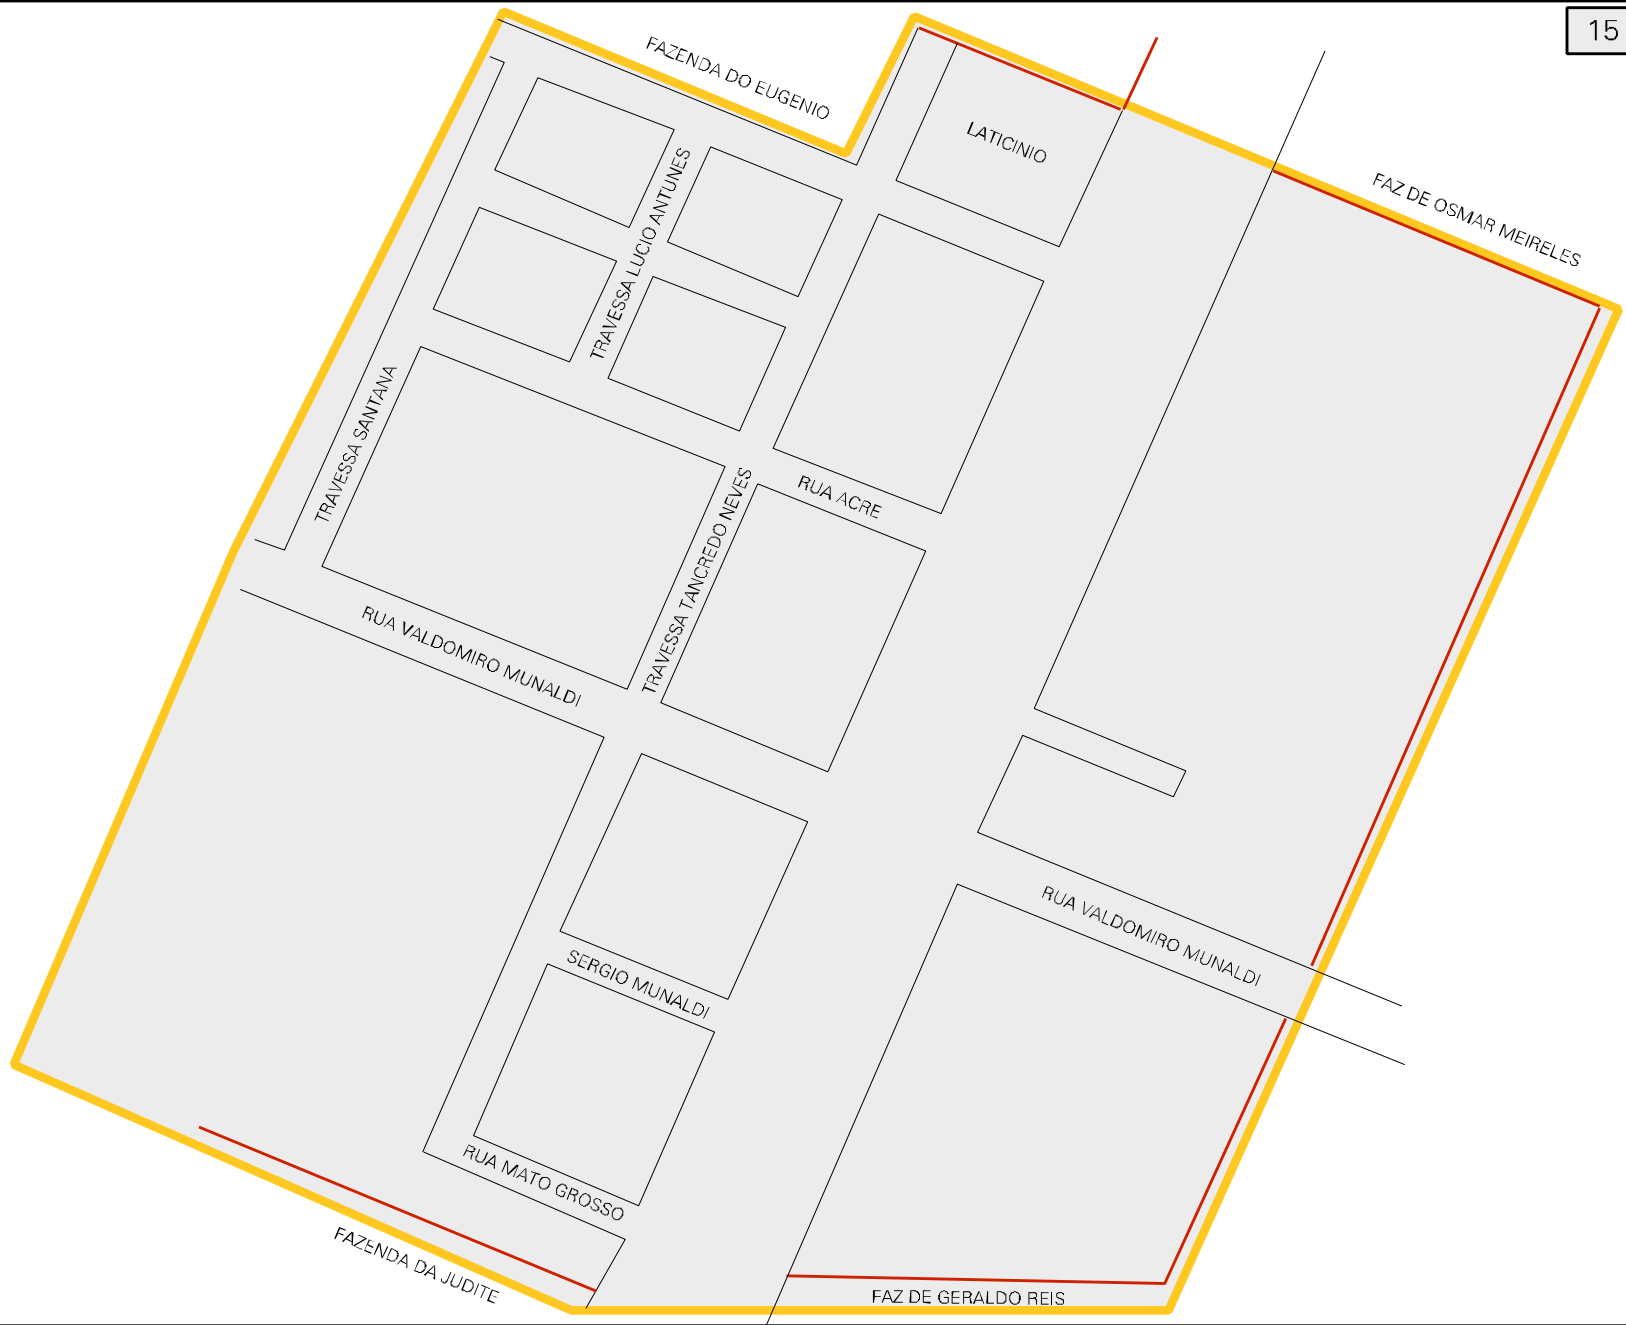 15
FAZENDA DO EUGENIO
LATICINIO
FAZ DE OSMAR MEIRELES
TRAVESSA LUCIO ANTUNES
TRAVESSA SANTANA
TRAVESSA TANCREDO NEVES
RUA ACRE
RUA VALDOMIRO MUNALDI
RUA VALDOMIRO MUNALDI
SERGIO MUNALDI
RUA MATO GROSSO
FAZENDA DA JUDITE
FAZ DE GERALDO REIS